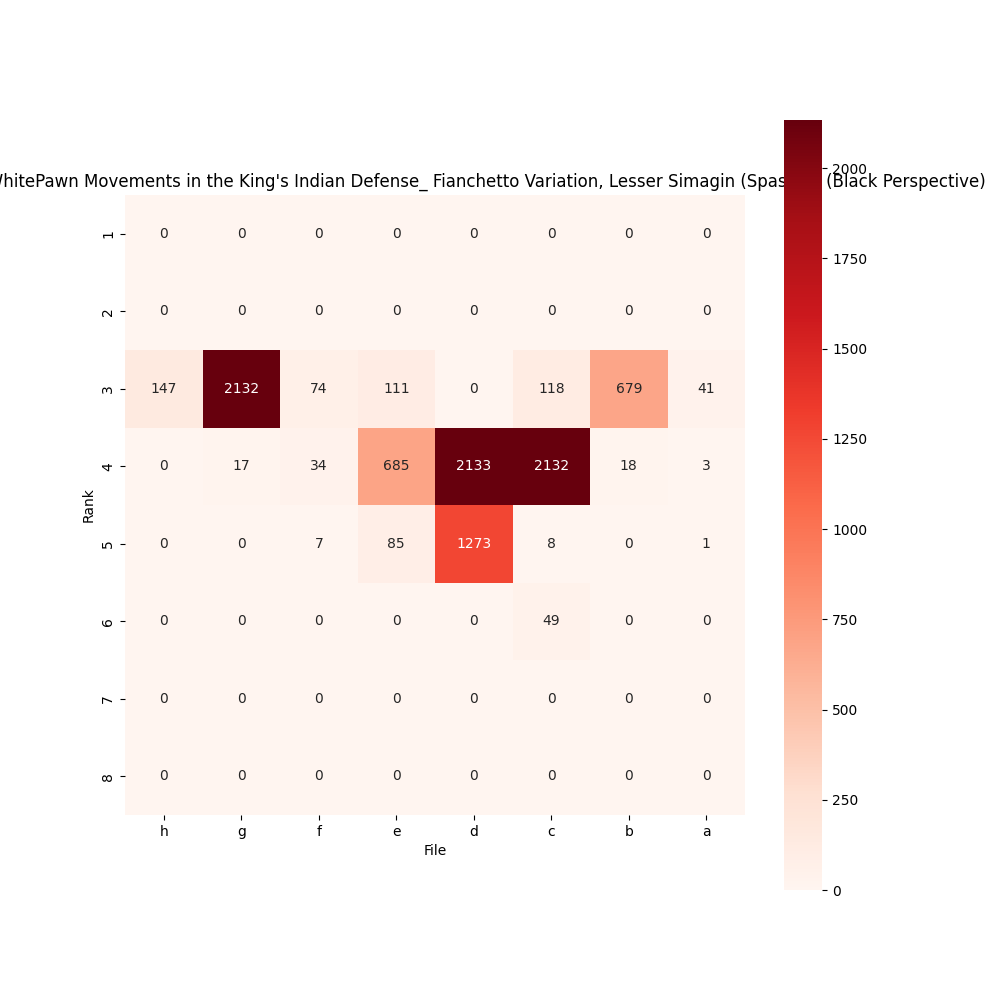 WhitePawn Movements in the King's Indian Defense_ Fianchetto Variation, Lesser Simagin (Spas (Black Perspective)
2000
1 0 0 0 0 0 0 0 0
1750
2 0 0 0 0 0 0 0 0
1500
3 147 2132 74 111 0 118 679 41
1250
4 0 17 34 685 2133 2132 18 3
Rank
1000
5 0 0 7 85 1273 8 0 1
750
6 0 0 0 0 0 49 0 0
7 0 0 0 0 0 0 0 0
500
8 0 0 0 0 0 0 0 0
250
h g f e d c b a
File
0